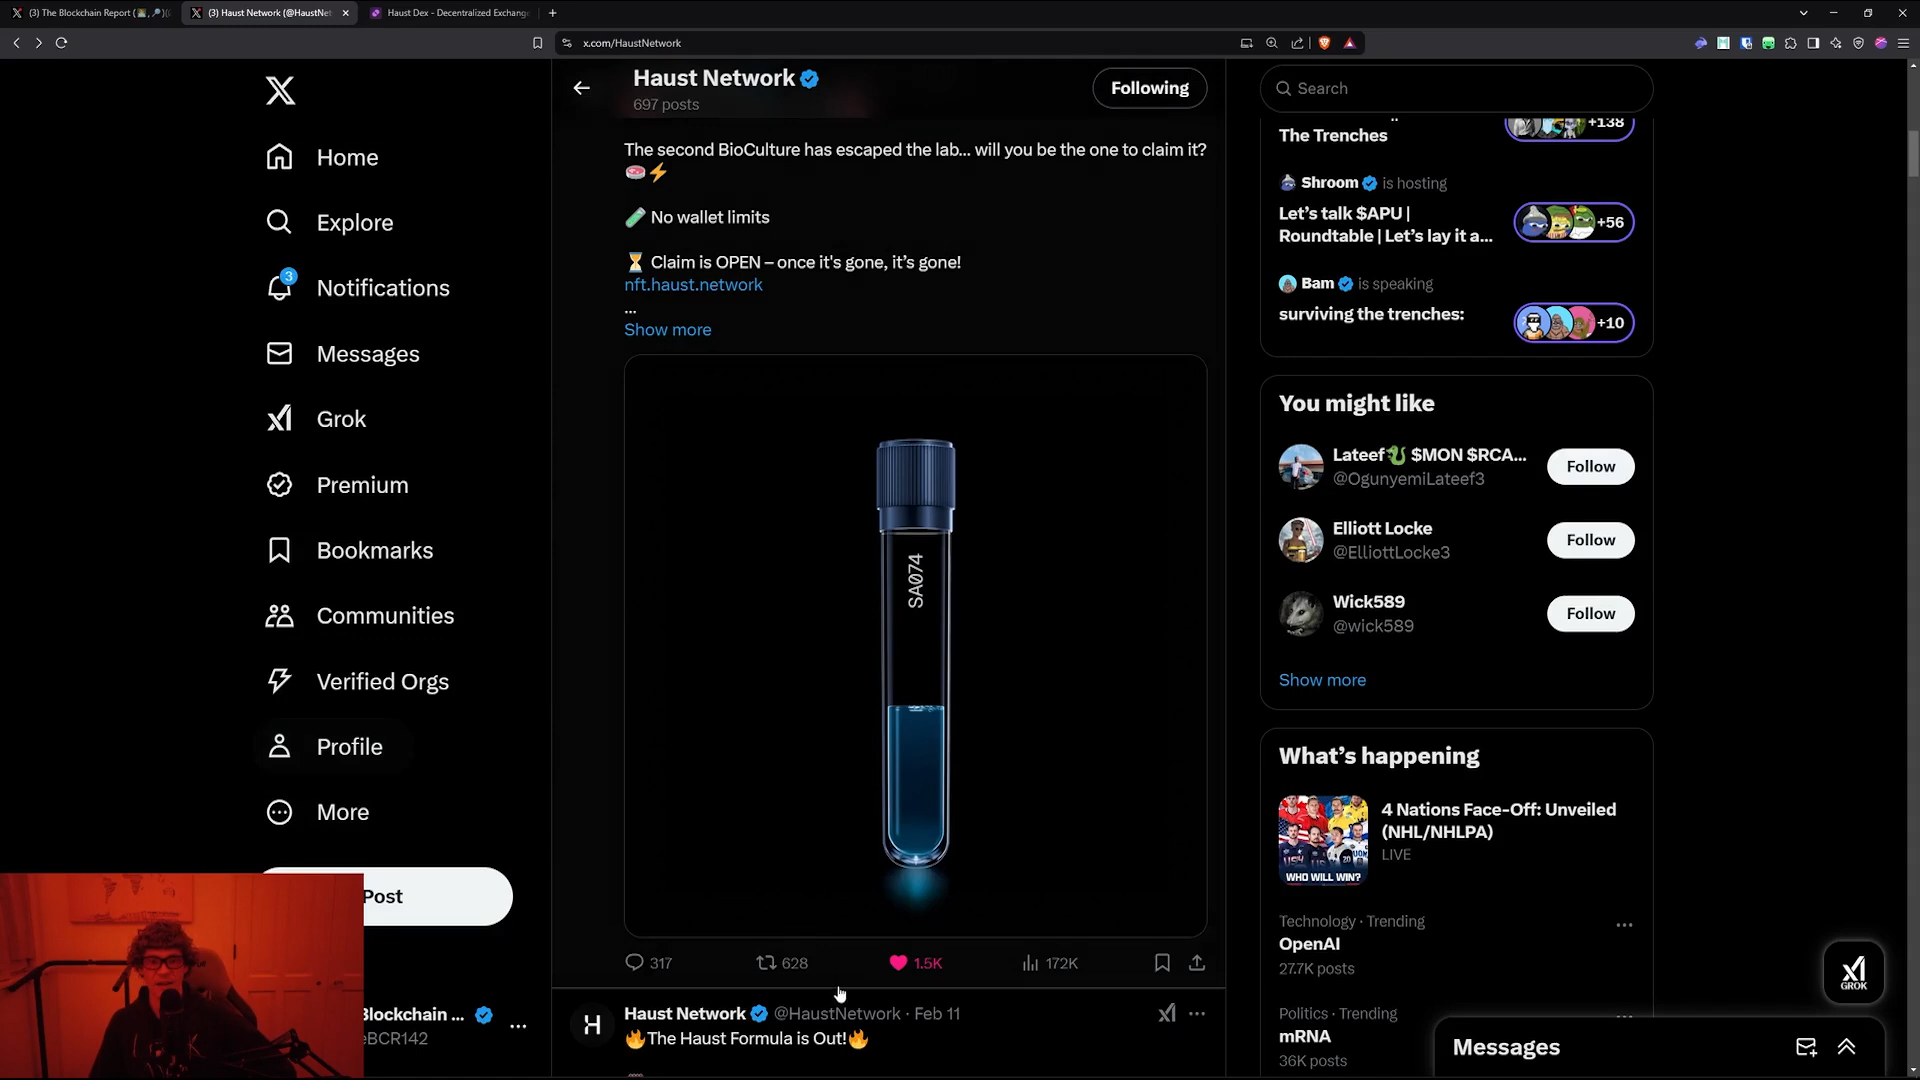 (3) The Blockchain Report (
(3) Haust Network (@HaustNet
Haust Dex - Decentralized Exchang
x.com/HaustNetwork
Home
Explore
3
Notifications
Messages
Grok
Premium
Bookmarks
Communities
Verified Orgs
Profile
More
Post
Blockchain ...
eBCR142
Haust Network
697 posts
Following
The second BioCulture has escaped the lab... will you be the one to claim it?
🧫⚡
🧪 No wallet limits
⏳ Claim is OPEN – once it's gone, it’s gone!
nft.haust.network
...
Show more
SA074
317
628
1.5K
172K
H
Haust Network @HaustNetwork · Feb 11
🔥The Haust Formula is Out!🔥
Search
The Trenches
+138
Shroom is hosting
Let’s talk $APU |
Roundtable | Let’s lay it a...
+56
Bam is speaking
surviving the trenches:
+10
You might like
Lateef🐉 $MON $RCA...
@OgunyemiLateef3
Follow
Elliott Locke
@ElliottLocke3
Follow
Wick589
@wick589
Follow
Show more
What’s happening
4 Nations Face-Off: Unveiled
(NHL/NHLPA)
LIVE
WHO WILL WIN?
Technology · Trending
OpenAI
27.7K posts
Politics · Trending
mRNA
36K posts
GROK
Messages